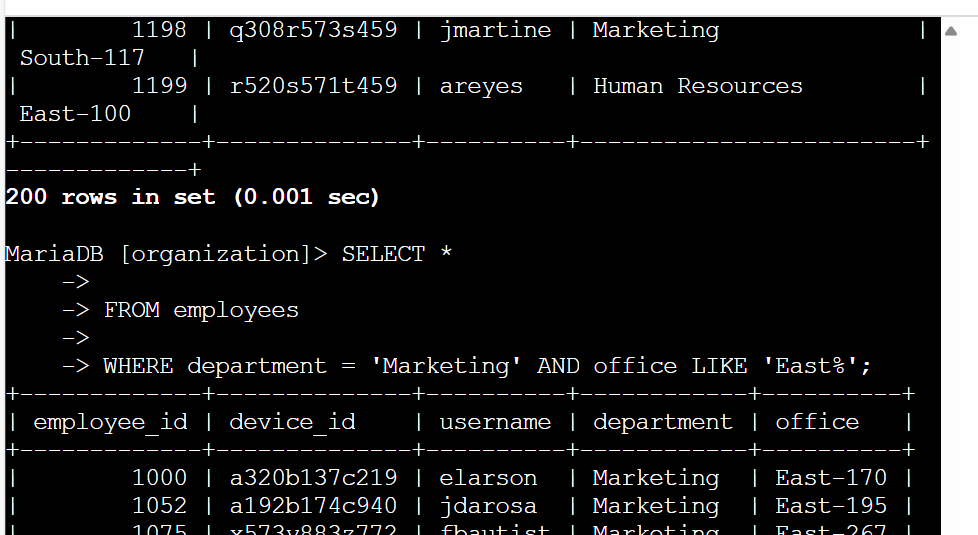 |         1198 | q308r573s459 | jmartine | Marketing              |
 South-117   |
|         1199 | r520s571t459 | areyes   | Human Resources        |
 East-100    |
+-------------+--------------+----------+------------------------+
-------------+
200 rows in set (0.001 sec)
MariaDB [organization]> SELECT *
    ->
    -> FROM employees
    ->
    -> WHERE department = 'Marketing' AND office LIKE 'East%';
+-------------+--------------+----------+------------+----------+
| employee_id | device_id    | username | department | office   |
+-------------+--------------+----------+------------+----------+
|        1000 | a320b137c219 | elarson  | Marketing  | East-170 |
|        1052 | a192b174c940 | jdarosa  | Marketing  | East-195 |
|        1075 | x573y883z772 | fbautist | Marketing  | East-267 |